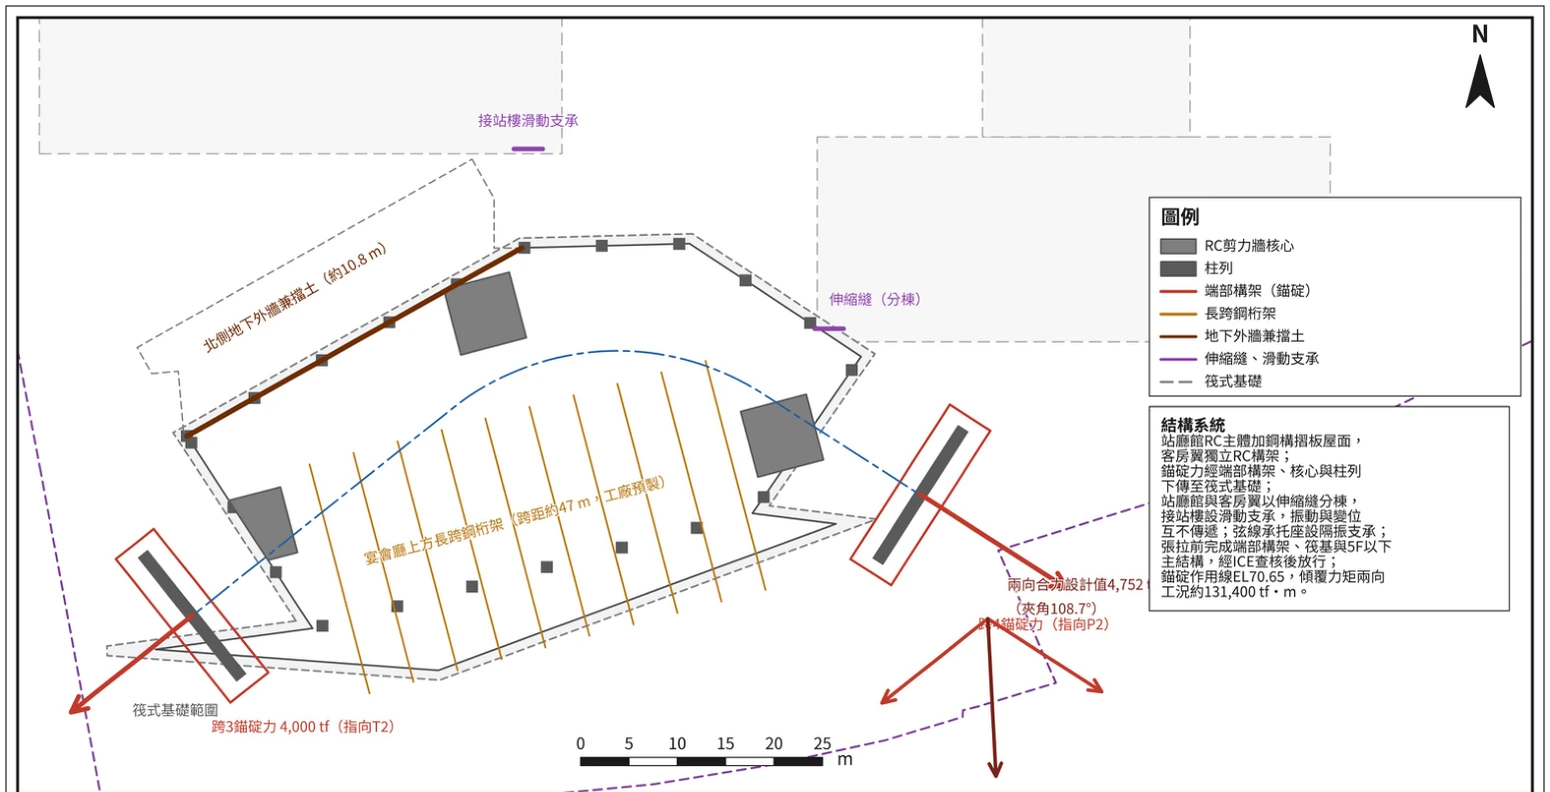 N
接站樓滑動支承
北側地下外牆兼擋土（約10.8 m）
伸縮縫（分棟）
圖例
RC剪力牆核心
柱列
端部構架（錨碇）
長跨鋼桁架
地下外牆兼擋土
伸縮縫、滑動支承
筏式基礎
結構系統
站廳館RC主體加鋼構摺板屋面，
客房翼獨立RC構架；
錨碇力經端部構架、核心與柱列
下傳至筏式基礎；
站廳館與客房翼以伸縮縫分棟，
接站樓設滑動支承，振動與變位
互不傳遞；弦線承托座設隔振支承；
張拉前完成端部構架、筏基與5F以下
主結構，經ICE查核後放行；
錨碇作用線EL70.65，傾覆力矩兩向
工況約131,400 tf・m。
宴會廳上方長跨鋼桁架（跨距約47 m，工廠預製）
兩向合力設計值4,752 t
（夾角108.7°）
跨4錨碇力（指向P2）
筏式基礎範圍
跨3錨碇力 4,000 tf（指向T2）
0 5 10 15 20 25 m